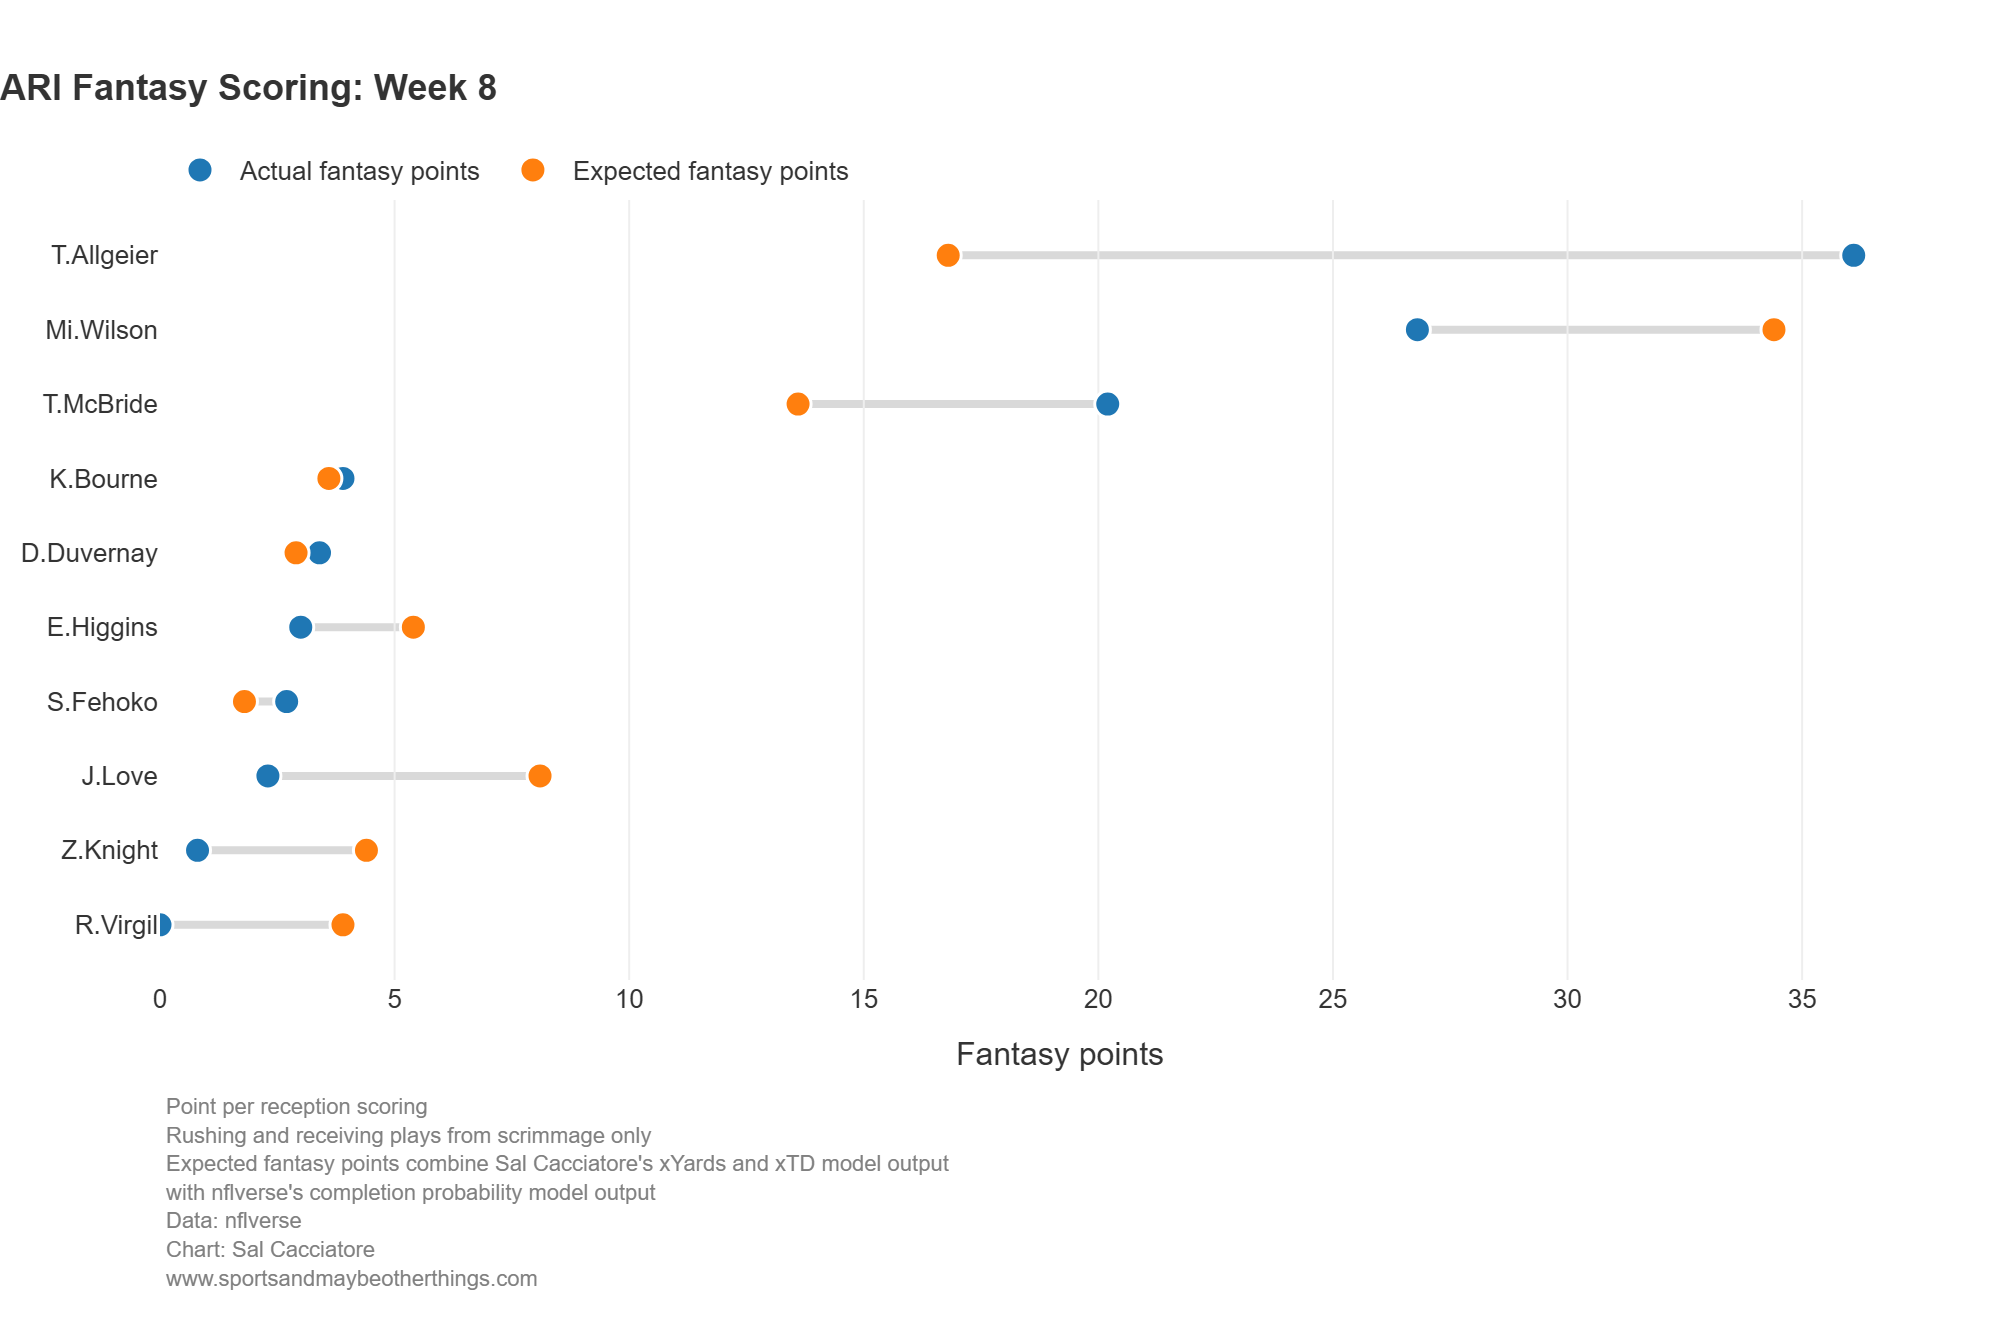 ARI Fantasy Scoring: Week 8
Actual fantasy points Expected fantasy points
T.Allgeier
Mi.Wilson
T.McBride
K.Bourne
D.Duvernay
E.Higgins
S.Fehoko
J.Love
Z.Knight
R.Virgil
0 5 10 15 20 25 30 35
Fantasy points
Point per reception scoring
Rushing and receiving plays from scrimmage only
Expected fantasy points combine Sal Cacciatore's xYards and xTD model output
with nflverse's completion probability model output
Data: nflverse
Chart: Sal Cacciatore
www.sportsandmaybeotherthings.com